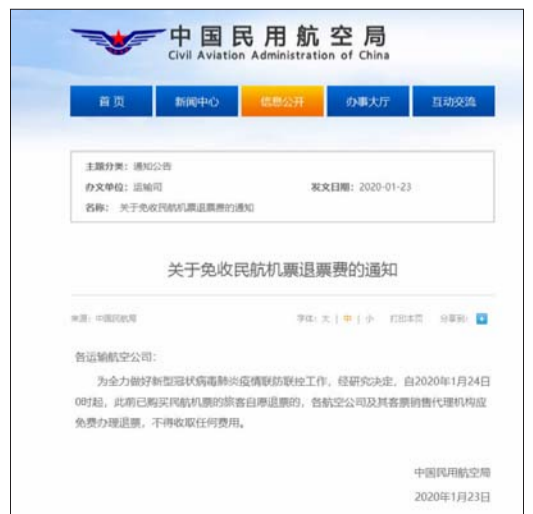 中国民用航空局
Civil Aviation Administration of China
首页 新闻中心 信息公开 办事大厅 互动交流
主题分类：通知公告
办文单位：运输司 发文日期：2020-01-23
名称： 关于免收民航机票退票费的通知
关于免收民航机票退票费的通知
来源：中国民航局 字体：大 | 中 | 小 打印本页 分享到：
各运输航空公司：
为全力做好新型冠状病毒肺炎疫情联防联控工作，经研究决定，自2020年1月24日
0时起，此前已购买民航机票的旅客自愿退票的，各航空公司及其客票销售代理机构应
免费办理退票，不得收取任何费用。
中国民用航空局
2020年1月23日